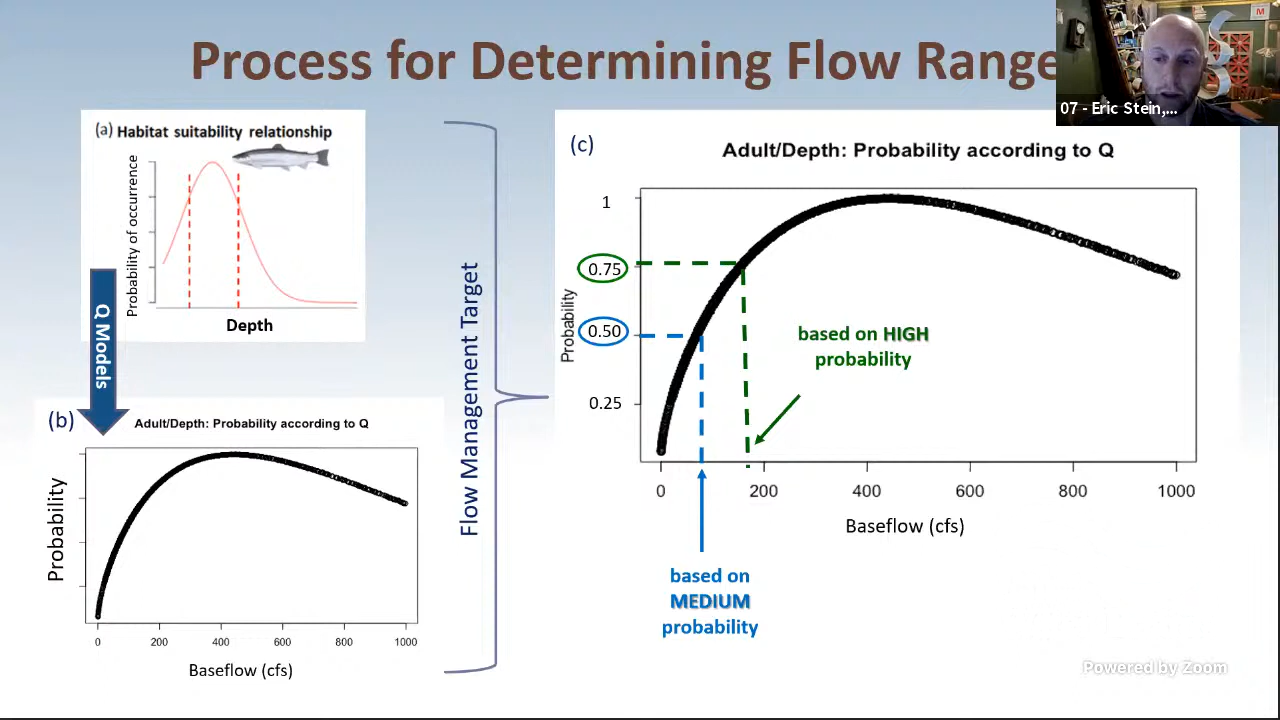 Process for Determining Flow Range
07 - Eric Stein,...
M
(a) Habitat suitability relationship
Probability of occurrence
Depth
Q Models
(b)
Adult/Depth: Probability according to Q
Probability
0 200 400 600 800 1000
Baseflow (cfs)
Flow Management Target
(c)
Adult/Depth: Probability according to Q
1
0.75
0.50
0.25
Probability
based on HIGH
probability
0 200 400 600 800 1000
Baseflow (cfs)
based on
MEDIUM
probability
Powered by Zoom